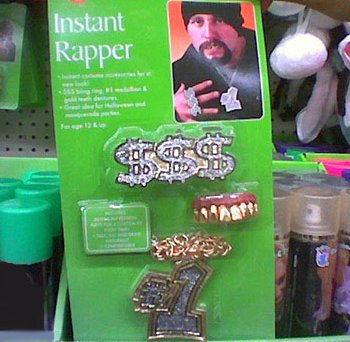 Instant
Rapper
• Instant costume accessories for a
new look!
• $$$ bling ring, #1 medallion &
gold teeth dentures
• Great idea for Halloween and
masquerade parties.
For age 12 & up.
$$$
INCLUDES
#1